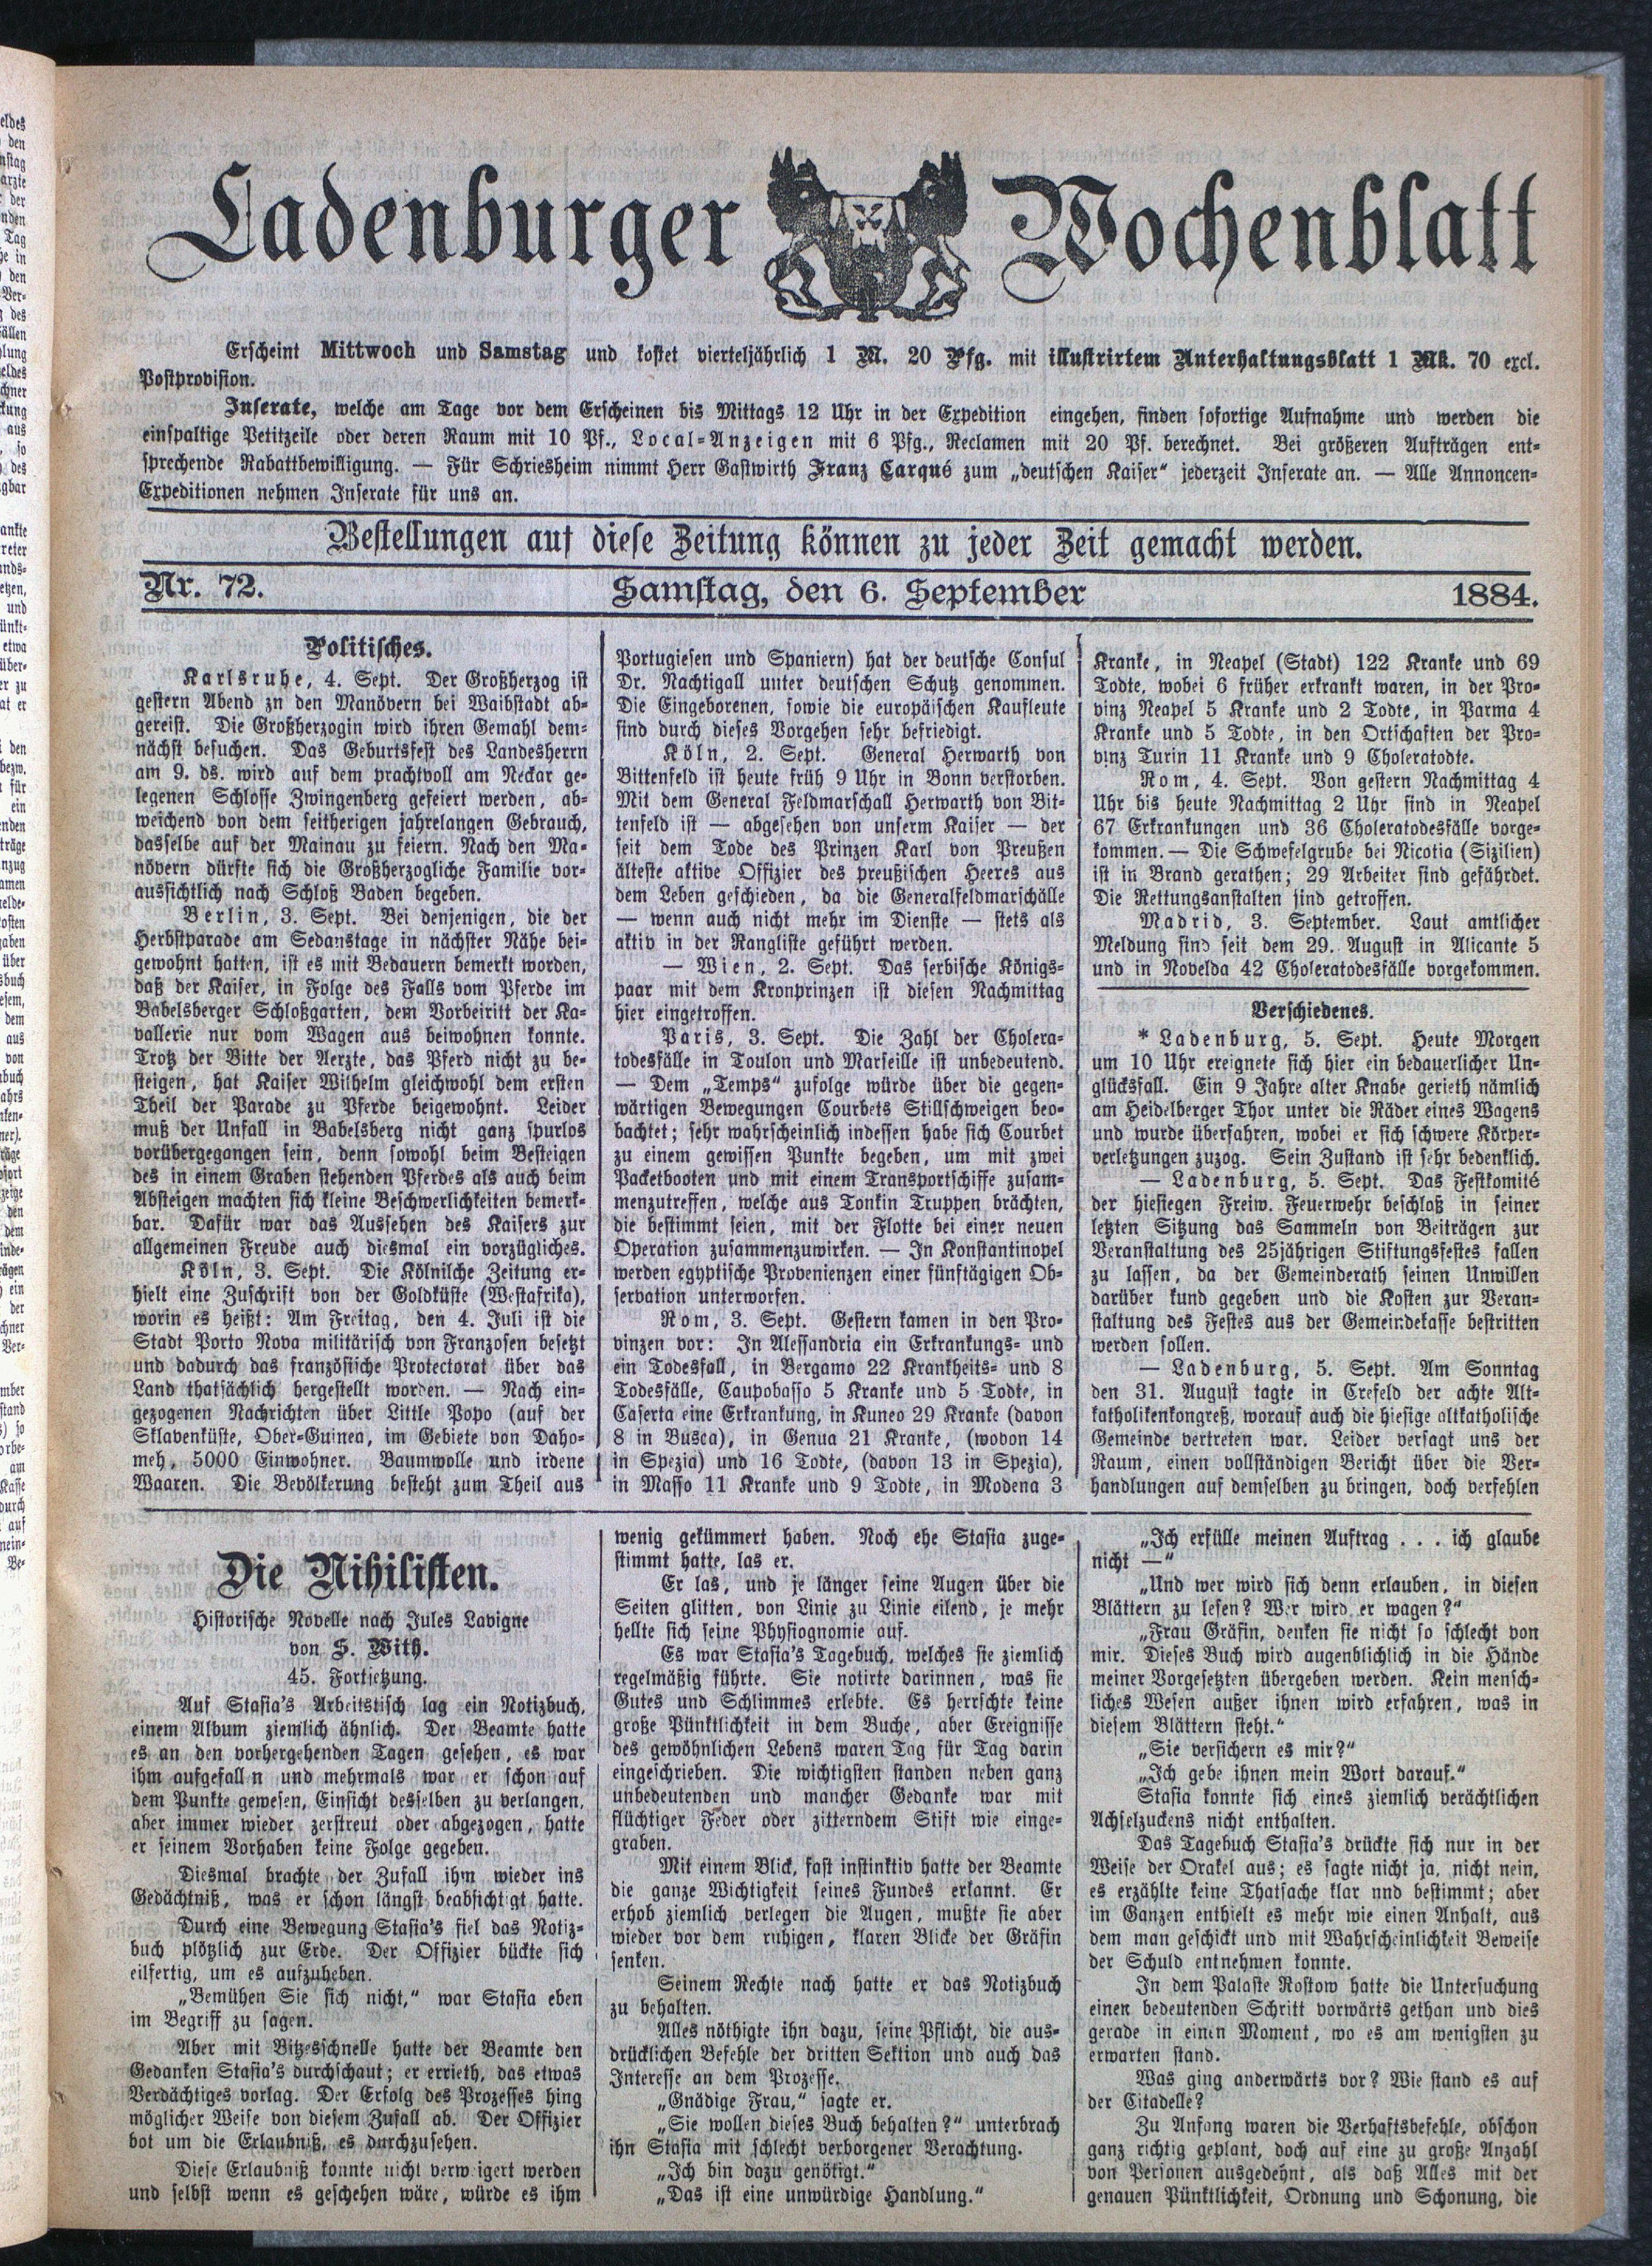 Ladenburger Wochenblatt
Erscheint Mittwoch und Samstag und kostet vierteljährlich 1 M. 20 Pfg. mit illustrirtem Unterhaltungsblatt 1 Mk. 70 excl.
Postprovision.
Inserate, welche am Tage vor dem Erscheinen bis Mittags 12 Uhr in der Expedition eingehen, finden sofortige Aufnahme und werden die
einspaltige Petitzeile oder deren Raum mit 10 Pf., Local-Anzeigen mit 6 Pfg., Reclamen mit 20 Pf. berechnet. Bei größeren Aufträgen ent-
sprechende Rabattbewilligung. — Für Schriesheim nimmt Herr Gastwirth Franz Carqué zum „deutschen Kaiser“ jederzeit Inserate an. — Alle Annoncen-
Expeditionen nehmen Inserate für uns an.
Bestellungen auf diese Zeitung können zu jeder Zeit gemacht werden.
Nr. 72. Samstag, den 6. September 1884.
Politisches.
Karlsruhe, 4. Sept. Der Großherzog ist
gestern Abend zn den Manövern bei Waibstadt ab-
gereist. Die Großherzogin wird ihren Gemahl dem-
nächst besuchen. Das Geburtsfest des Landesherrn
am 9. ds. wird auf dem prachtvoll am Neckar ge-
legenen Schlosse Zwingenberg gefeiert werden, ab-
weichend von dem seitherigen jahrelangen Gebrauch,
dasselbe auf der Mainau zu feiern. Nach den Ma-
növern dürfte sich die Großherzogliche Familie vor-
aussichtlich nach Schloß Baden begeben.
Berlin, 3. Sept. Bei denjenigen, die der
Herbstparade am Sedanstage in nächster Nähe bei-
gewohnt hatten, ist es mit Bedauern bemerkt worden,
daß der Kaiser, in Folge des Falls vom Pferde im
Babelsberger Schloßgarten, dem Vorbeiritt der Ka-
vallerie nur vom Wagen aus beiwohnen konnte.
Trotz der Bitte der Aerzte, das Pferd nicht zu be-
steigen, hat Kaiser Wilhelm gleichwohl dem ersten
Theil der Parade zu Pferde beigewohnt. Leider
muß der Unfall in Babelsberg nicht ganz spurlos
vorübergegangen sein, denn sowohl beim Besteigen
des in einem Graben stehenden Pferdes als auch beim
Absteigen machten sich kleine Beschwerlichkeiten bemerk-
bar. Dafür war das Aussehen des Kaisers zur
allgemeinen Freude auch diesmal ein vorzügliches.
Köln, 3. Sept. Die Kölnilche Zeitung er-
hielt eine Zuschrift von der Goldküste (Westafrika),
worin es heißt: Am Freitag, den 4. Juli ist die
Stadt Porto Nova militärisch von Franzosen besetzt
und dadurch das französtiche Protectorat über das
Land thatsächlich hergestellt worden. — Nach ein-
gezogenen Nachrichten über Little Popo (auf der
Sklavenküste, Ober-Guinea, im Gebiete von Daho-
meh, 5000 Einwohner. Baumwolle und irdene
Waaren. Die Bevölkerung besteht zum Theil aus
Portugiesen und Spaniern) hat der deutsche Consul
Dr. Nachtigall unter deutschen Schutz genommen.
Die Eingeborenen, sowie die europäischen Kaufleute
sind durch dieses Vorgehen sehr befriedigt.
Köln, 2. Sept. General Herwarth von
Bittenfeld ist heute früh 9 Uhr in Bonn verstorben.
Mit dem General Feldmarschall Herwarth von Bit-
tenfeld ist — abgesehen von unserm Kaiser — der
seit dem Tode des Prinzen Karl von Preußen
älteste aktive Offizier des preußischen Heeres aus
dem Leben geschieden, da die Generalfeldmarschälle
— wenn auch nicht mehr im Dienste — stets als
aktiv in der Rangliste geführt werden.
— Wien, 2. Sept. Das serbische Königs-
paar mit dem Kronprinzen ist diesen Nachmittag
hier eingetroffen.
Paris, 3. Sept. Die Zahl der Cholera-
todesfälle in Toulon und Marseille ist unbedeutend.
— Dem „Temps“ zufolge würde über die gegen-
wärtigen Bewegungen Courbets Stillschweigen beo-
bachtet; sehr wahrscheinlich indessen habe sich Courbet
zu einem gewissen Punkte begeben, um mit zwei
Packetbooten und mit einem Transportschiffe zusam-
menzutreffen, welche aus Tonkin Truppen brächten,
die bestimmt seien, mit der Flotte bei einer neuen
Operation zusammenzuwirken. — In Konstantinopel
werden egyptische Provenienzen einer fünftägigen Ob-
servation unterworfen.
Rom, 3. Sept. Gestern kamen in den Pro-
vinzen vor: In Alessandria ein Erkrankungs- und
ein Todesfall, in Bergamo 22 Krankheits- und 8
Todesfälle, Caupobasso 5 Kranke und 5 Todte, in
Caserta eine Erkrankung, in Kuneo 29 Kranke (davon
8 in Busca), in Genua 21 Kranke, (wovon 14
in Spezia) und 16 Todte, (davon 13 in Spezia),
in Masso 11 Kranke und 9 Todte, in Modena 3
Kranke, in Neapel (Stadt) 122 Kranke und 69
Todte, wobei 6 früher erkrankt waren, in der Pro-
vinz Neapel 5 Kranke und 2 Todte, in Parma 4
Kranke und 5 Todte, in den Ortschaften der Pro-
vinz Turin 11 Kranke und 9 Choleratodte.
Rom, 4. Sept. Von gestern Nachmittag 4
Uhr bis heute Nachmittag 2 Uhr sind in Neapel
67 Erkrankungen und 36 Choleratodesfälle vorge-
kommen. — Die Schwefelgrube bei Nicotia (Sizilien)
ist in Brand gerathen; 29 Arbeiter sind gefährdet.
Die Rettungsanstalten sind getroffen.
Madrid, 3. September. Laut amtlicher
Meldung sind seit dem 29. August in Alicante 5
und in Novelda 42 Choleratodesfälle vorgekommen.
Verschiedenes.
* Ladenburg, 5. Sept. Heute Morgen
um 10 Uhr ereignete sich hier ein bedauerlicher Un-
glücksfall. Ein 9 Jahre alter Knabe gerieth nämlich
am Heidelberger Thor unter die Räder eines Wagens
und wurde überfahren, wobei er sich schwere Körper-
verletzungen zuzog. Sein Zustand ist sehr bedenklich.
— Ladenburg, 5. Sept. Das Festkomité
der hiesiegen Freiw. Feuerwehr beschloß in seiner
letzten Sitzung das Sammeln von Beiträgen zur
Veranstaltung des 25jährigen Stiftungsfestes fallen
zu lassen, da der Gemeinderath seinen Unwillen
darüber kund gegeben und die Kosten zur Veran-
staltung des Festes aus der Gemeindekasse bestritten
werden sollen.
— Ladenburg, 5. Sept. Am Sonntag
den 31. August tagte in Crefeld der achte Alt-
katholikenkongreß, worauf auch die hiesige altkatholische
Gemeinde vertreten war. Leider versagt uns der
Raum, einen vollständigen Bericht über die Ver-
handlungen auf demselben zu bringen, doch verfehlen
Die Nihilisten.
Historische Novelle nach Jules Lavigne
von S. With.
45. Fortsetzung.
Auf Stasia's Arbeitstisch lag ein Notizbuch,
einem Album ziemlich ähnlich. Der Beamte hatte
es an den vorhergehenden Tagen gesehen, es war
ihm aufgefall n und mehrmals war er schon auf
dem Punkte gewesen, Einsicht desselben zu verlangen,
aber immer wieder zerstreut oder abgezogen, hatte
er seinem Vorhaben keine Folge gegeben.
Diesmal brachte der Zufall ihm wieder ins
Gedächtniß, was er schon längst beabsichtigt hatte.
Durch eine Bewegung Stasia's fiel das Notiz-
buch plötzlich zur Erde. Der Offizier bückte sich
eilfertig, um es aufzuheben.
„Bemühen Sie sich nicht,“ war Stasia eben
im Begriff zu sagen.
Aber mit Bitzesschnelle hatte der Beamte den
Gedanken Stasia's durchschaut; er errieth, das etwas
Verdächtiges vorlag. Der Erfolg des Prozesses hing
möglicher Weise von diesem Zufall ab. Der Offizier
bot um die Erlaubniß, es durchzusehen.
Diese Erlaubniß konnte nicht verw igert werden
und selbst wenn es geschehen wäre, würde es ihm
wenig gekümmert haben. Noch ehe Stasia zuge-
stimmt hatte, las er.
Er las, und je länger seine Augen über die
Seiten glitten, von Linie zu Linie eilend, je mehr
hellte sich seine Physiognomie auf.
Es war Stasia's Tagebuch, welches sie ziemlich
regelmäßig führte. Sie notirte darinnen, was sie
Gutes und Schlimmes erlebte. Es herrschte keine
große Pünktlichkeit in dem Buche, aber Ereignisse
des gewöhnlichen Lebens waren Tag für Tag darin
eingeschrieben. Die wichtigsten standen neben ganz
unbedeutenden und mancher Gedanke war mit
flüchtiger Feder oder zitterndem Stift wie einge-
graben.
Mit einem Blick, fast instinktiv hatte der Beamte
die ganze Wichtigkeit seines Fundes erkannt. Er
erhob ziemlich verlegen die Augen, mußte sie aber
wieder vor dem ruhigen, klaren Blicke der Gräfin
senken.
Seinem Rechte nach hatte er das Notizbuch
zu behalten.
Alles nöthigte ihn dazu, seine Pflicht, die aus-
drücklichen Befehle der dritten Sektion und auch das
Interesse an dem Prozesse.
„Gnädige Frau,“ sagte er.
„Sie wollen dieses Buch behalten?“ unterbrach
ihn Stasia mit schlecht verborgener Verachtung.
„Ich bin dazu genötigt.“
„Das ist eine unwürdige Handlung.“
„Ich erfülle meinen Auftrag . . . ich glaube
nicht —“
„Und wer wird sich denn erlauben, in diesen
Blättern zu lesen? Wer wird er wagen?“
„Frau Gräfin, denken sie nicht so schlecht von
mir. Dieses Buch wird augenblichlich in die Hände
meiner Vorgesetzten übergeben werden. Kein mensch-
liches Wesen außer ihnen wird erfahren, was in
diesem Blättern steht.“
„Sie versichern es mir?“
„Ich gebe ihnen mein Wort darauf.“
Stasia konnte sich eines ziemlich verächtlichen
Achselzuckens nicht enthalten.
Das Tagebuch Stasia's drückte sich nur in der
Weise der Orakel aus; es sagte nicht ja, nicht nein,
es erzählte keine Thatsache klar nnd bestimmt; aber
im Ganzen enthielt es mehr wie einen Anhalt, aus
dem man geschickt und mit Wahrscheinlichkeit Beweise
der Schuld entnehmen konnte.
In dem Palaste Rostow hatte die Untersuchung
einen bedeutenden Schritt vorwärts gethan und dies
gerade in einen Moment, wo es am wenigsten zu
erwarten stand.
Was ging anderwärts vor? Wie stand es auf
der Citadelle?
Zu Anfang waren die Verhaftsbefehle, obschon
ganz richtig geplant, doch auf eine zu große Anzahl
von Personen ausgedehnt, als daß Alles mit der
genauen Pünktlichkeit, Ordnung und Schonung, die